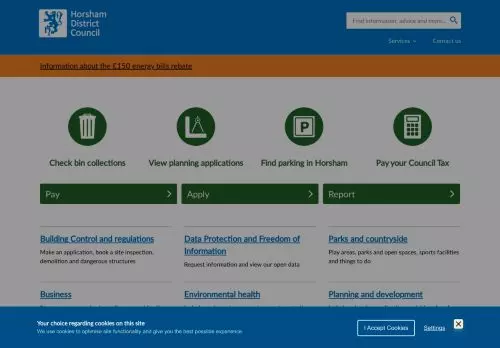 Horsham
District
Council
Find information, advice and more...
Services
Contact us
Information about the £150 energy bills rebate
Check bin collections
View planning applications
Find parking in Horsham
Pay your Council Tax
Pay
Apply
Report
Building Control and regulations
Make an application, book a site inspection,
demolition and dangerous structures
Data Protection and Freedom of
Information
Request information and view our open data
Parks and countryside
Play areas, parks and open spaces, sports facilities
and things to do
Business
Environmental health
Planning and development
Your choice regarding cookies on this site
We use cookies to optimise site functionality and give you the best possible experience
I Accept Cookies
Settings